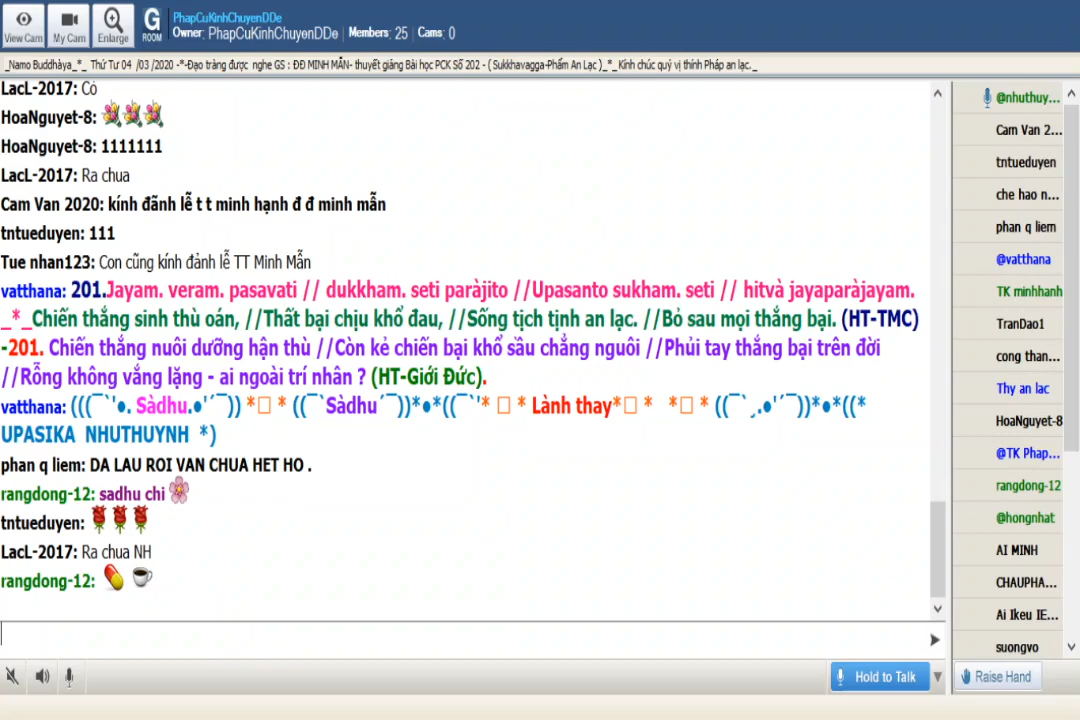 View Cam
My Cam
Enlarge
G
ROOM
PhapCuKinhChuyenDDe
Owner: PhapCuKinhChuyenDDe Members: 25 Cams: 0
_Namo Buddhàya_*_ Thứ Tư 04 /03 /2020 -*-Đạo tràng được nghe GS : ĐĐ MINH MẪN- thuyết giảng Bài học PCK Số 202 - ( Sukkhavagga-Phẩm An Lạc )_*_Kính chúc quý vị thính Pháp an lạc._
LacL-2017: Có
HoaNguyet-8:
HoaNguyet-8: 1111111
LacL-2017: Ra chua
Cam Van 2020: kính đãnh lễ t t minh hạnh đ đ minh mẫn
tntueduyen: 111
Tue nhan123: Con cũng kính đảnh lễ TT Minh Mẫn
vatthana: 201.Jayam. veram. pasavati // dukkham. seti paràjito //Upasanto sukham. seti // hitvà jayaparàjayam.
_*_Chiến thắng sinh thù oán, //Thất bại chịu khổ đau, //Sống tịch tịnh an lạc. //Bỏ sau mọi thắng bại. (HT-TMC)
-201. Chiến thắng nuôi dưỡng hận thù //Còn kẻ chiến bại khổ sầu chẳng nguôi //Phủi tay thắng bại trên đời
//Rỗng không vắng lặng - ai ngoài trí nhân ? (HT-Giới Đức).
vatthana: (((¯`'•. Sàdhu.•'´¯)) *□ * ((¯`Sàdhu´¯))*•*((¯`'* □ * Lành thay*□ * *□ * ((¯`¸.•'´¯))*•*((*
UPASIKA NHUTHUYNH *)
phan q liem: DA LAU ROI VAN CHUA HET HO .
rangdong-12: sadhu chi
tntueduyen:
LacL-2017: Ra chua NH
rangdong-12:
@nhuthuy...
Cam Van 2...
tntueduyen
che hao n...
phan q liem
@vatthana
TK minhhanh
TranDao1
cong than...
Thy an lac
HoaNguyet-8
@TK Phap...
rangdong-12
@hongnhat
AI MINH
CHAUPHA...
Ai Ikeu IE...
suongvo
Hold to Talk
Raise Hand